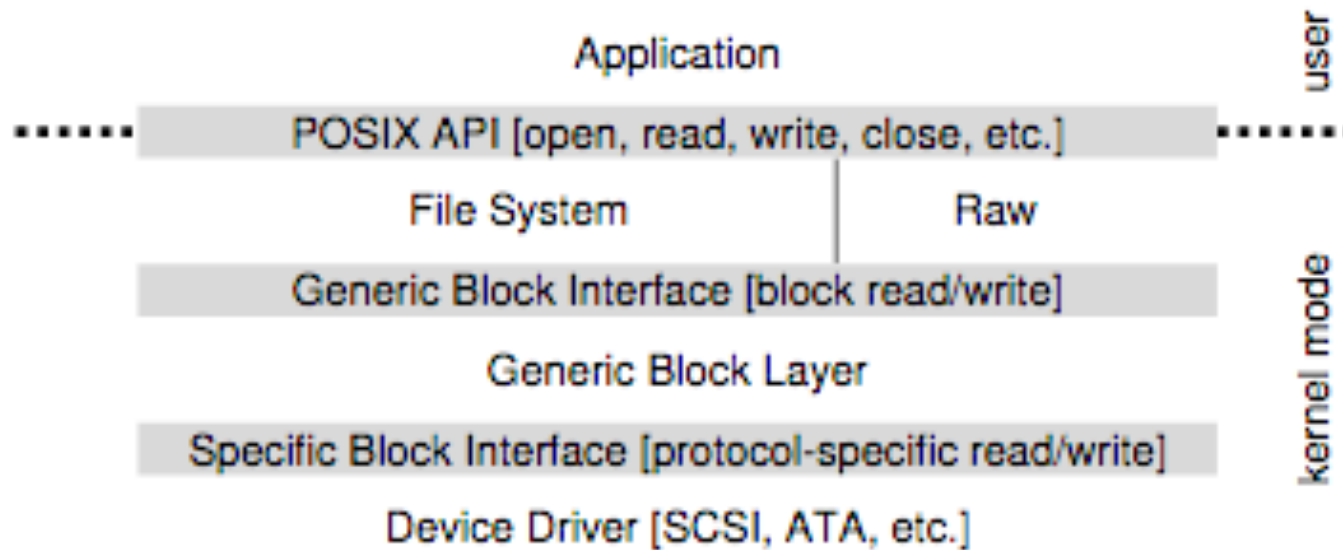 Application
user
POSIX API [open, read, write, close, etc.]
File System
Raw
Generic Block Interface [block read/write]
kernel mode
Generic Block Layer
Specific Block Interface [protocol-specific read/write]
Device Driver [SCSI, ATA, etc.]